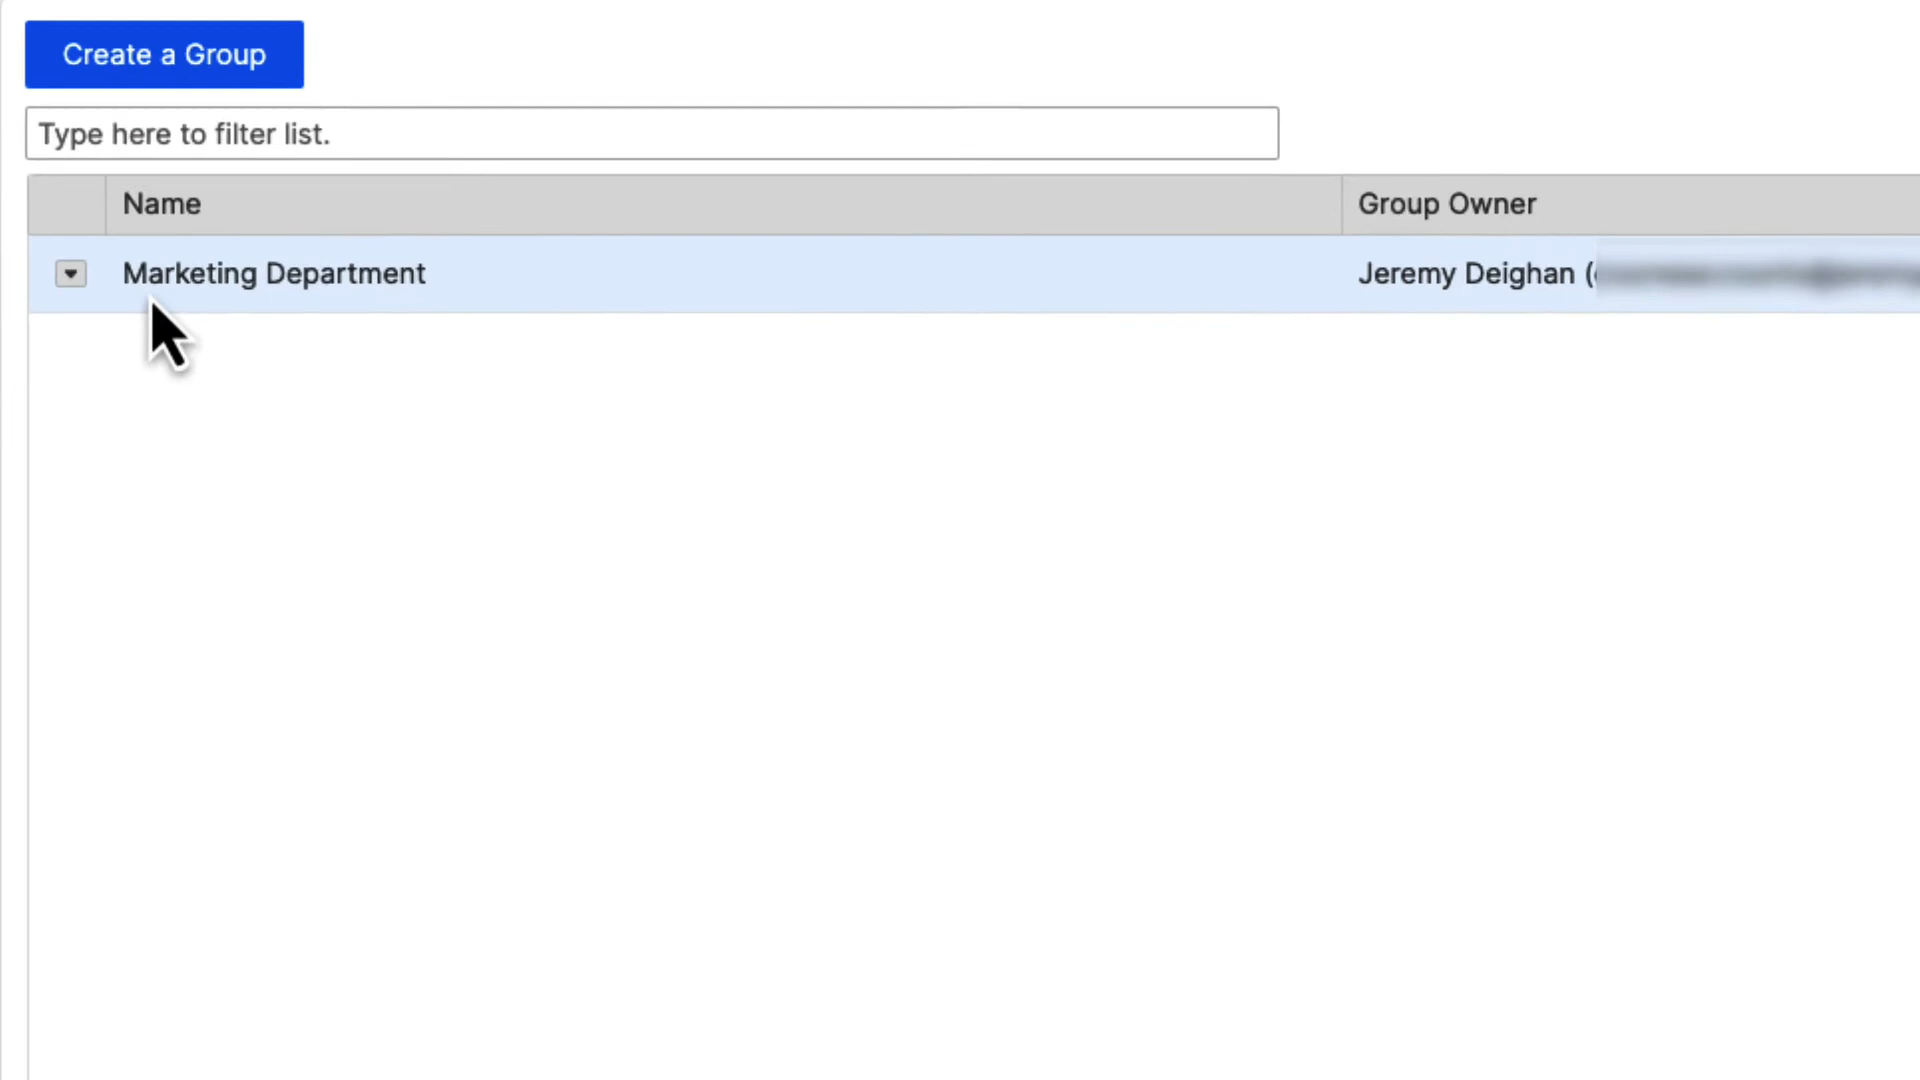 Create a Group
Type here to filter list.
Name
Group Owner
Marketing Department
Jeremy Deighan (